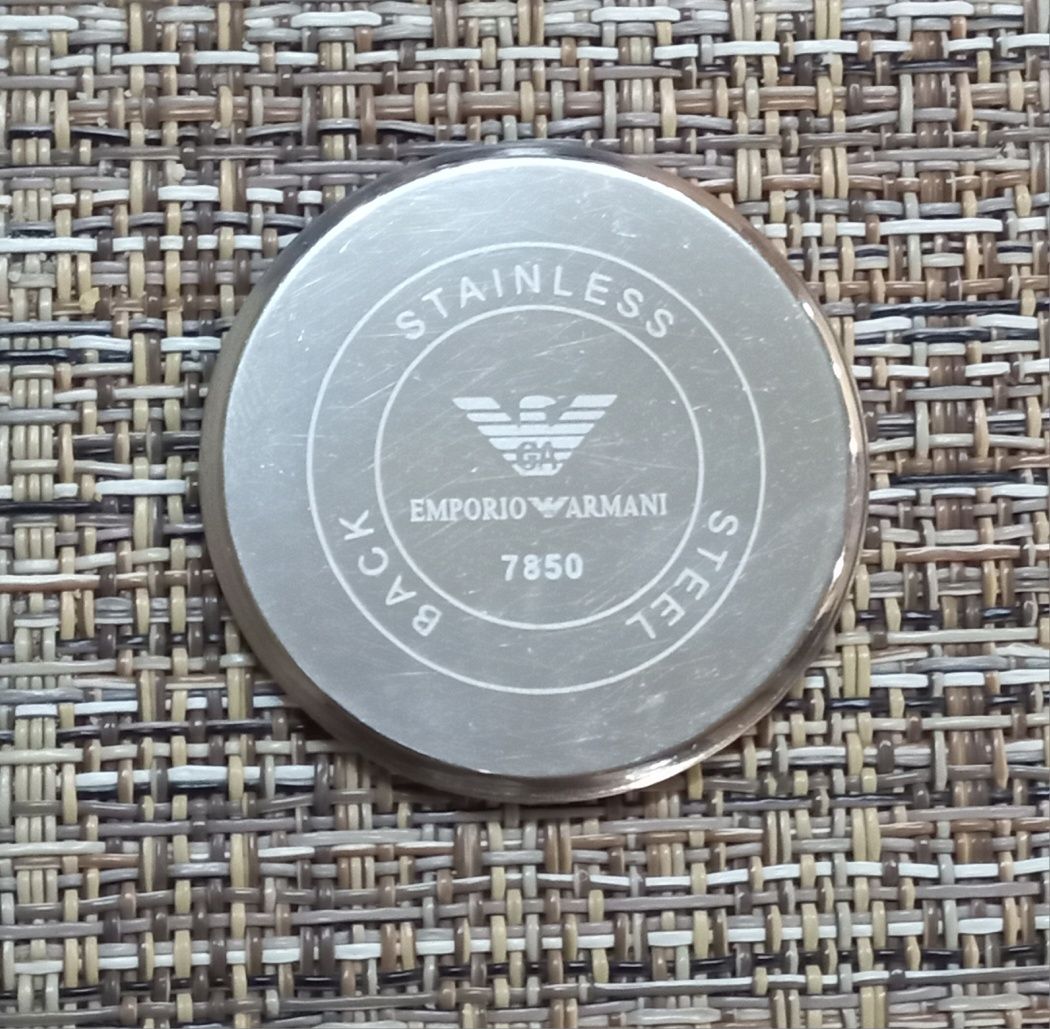 STAINLESS
GA
EMPORIO ARMANI
7850
STEEL
BACK